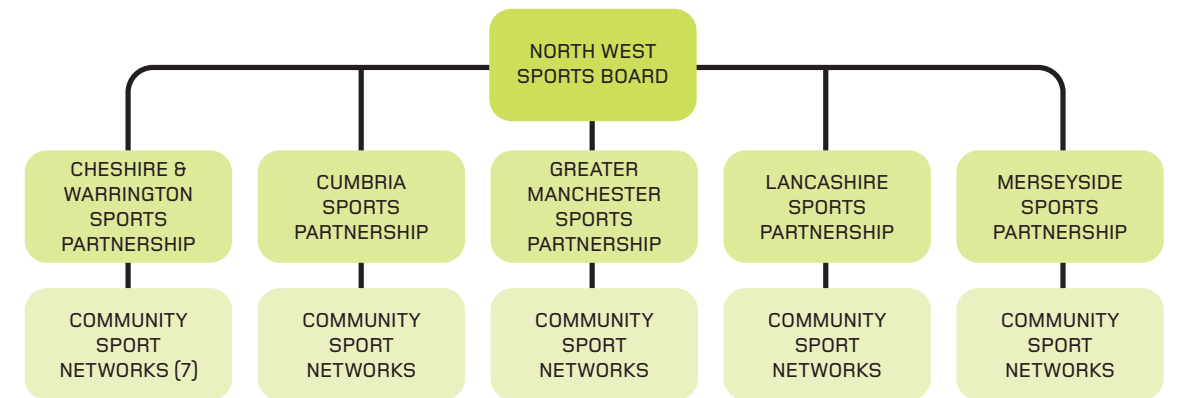 NORTH WEST
SPORTS BOARD
CHESHIRE &
WARRINGTON
SPORTS
PARTNERSHIP
CUMBRIA
SPORTS
PARTNERSHIP
GREATER
MANCHESTER
SPORTS
PARTNERSHIP
LANCASHIRE
SPORTS
PARTNERSHIP
MERSEYSIDE
SPORTS
PARTNERSHIP
COMMUNITY
SPORT
NETWORKS (7)
COMMUNITY
SPORT
NETWORKS
COMMUNITY
SPORT
NETWORKS
COMMUNITY
SPORT
NETWORKS
COMMUNITY
SPORT
NETWORKS